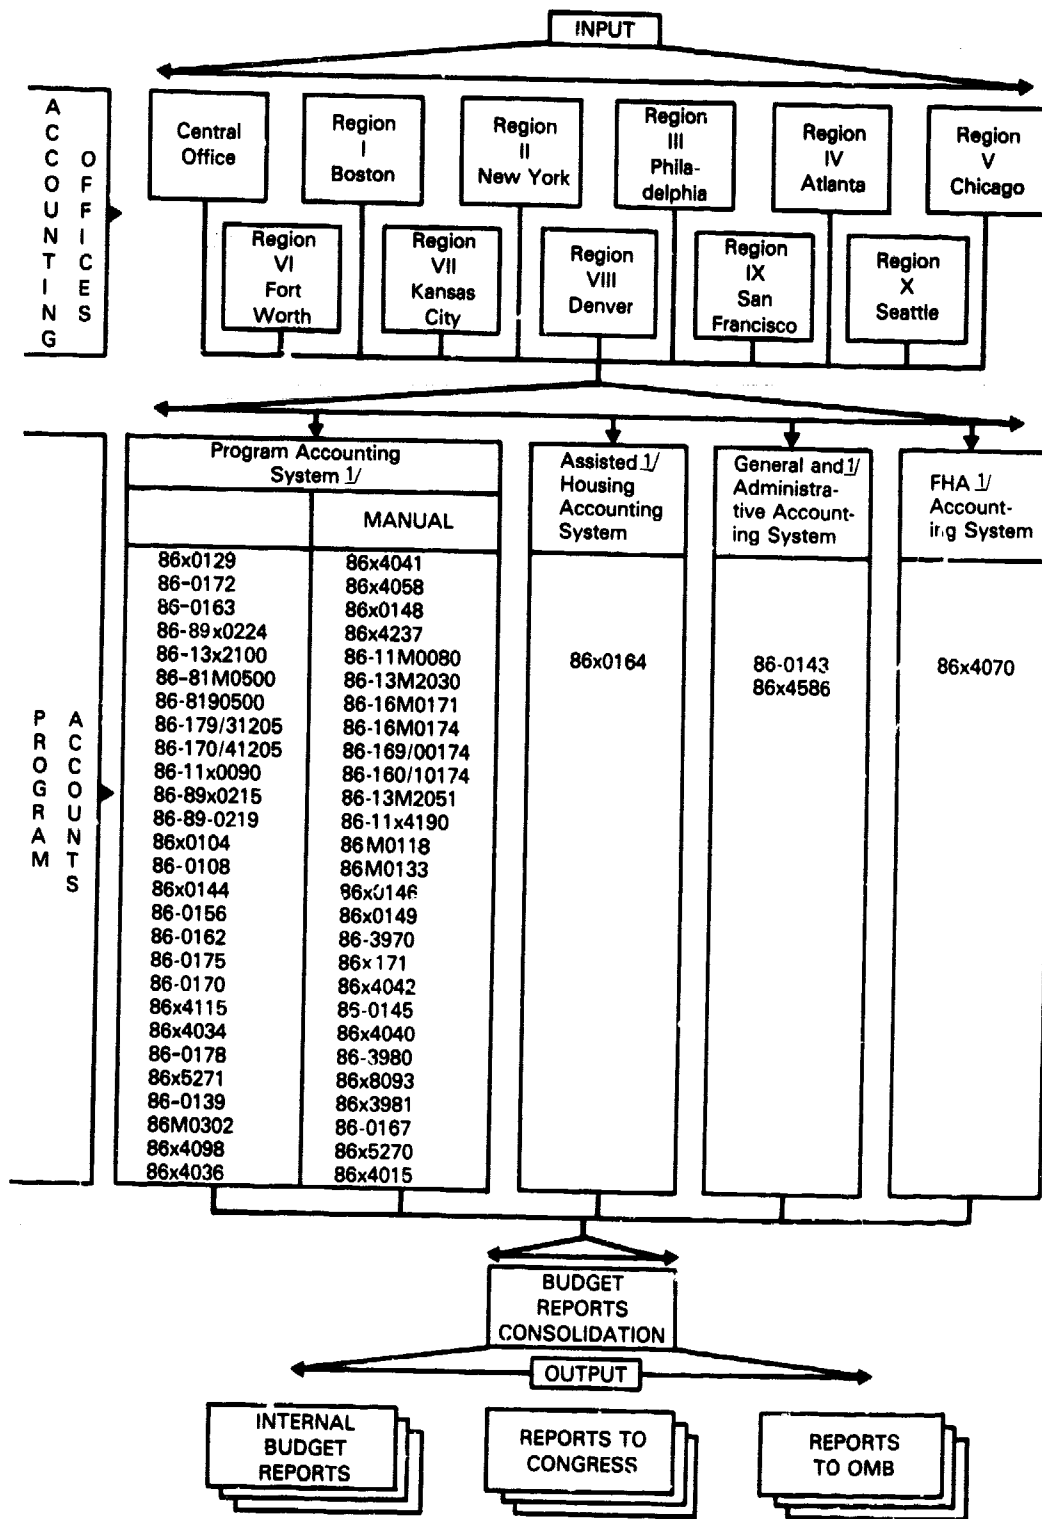 INPUT
ACCOUNTING
OFFICES
Central
Office
Region
I
Boston
Region
II
New York
Region
III
Phila-
delphia
Region
IV
Atlanta
Region
V
Chicago
Region
VI
Fort
Worth
Region
VII
Kansas
City
Region
VIII
Denver
Region
IX
San
Francisco
Region
X
Seattle
PROGRAM
ACCOUNTS
Program Accounting
System 1/
MANUAL
86x0129
86-0172
86-0163
86-89x0224
86-13x2100
86-81M0500
86-8190500
86-179/31205
86-170/41205
86-11x0090
86-89x0215
86-89-0219
86x0104
86-0108
86x0144
86-0156
86-0162
86-0175
86-0170
86x4115
86x4034
86-0178
86x5271
86-0139
86M0302
86x4098
86x4036
86x4041
86x4058
86x0148
86x4237
86-11M0080
86-13M2030
86-16M0171
86-16M0174
86-169/00174
86-160/10174
86-13M2051
86-11x4190
86M0118
86M0133
86x0146
86x0149
86-3970
86x171
86x4042
85-0145
86x4040
86-3980
86x8093
86x3981
86-0167
86x5270
86x4015
Assisted 1/
Housing
Accounting
System
86x0164
General and 1/
Administra-
tive Account-
ing System
86-0143
86x4586
FHA 1/
Account-
ing System
86x4070
BUDGET
REPORTS
CONSOLIDATION
OUTPUT
INTERNAL
BUDGET
REPORTS
REPORTS TO
CONGRESS
REPORTS
TO OMB